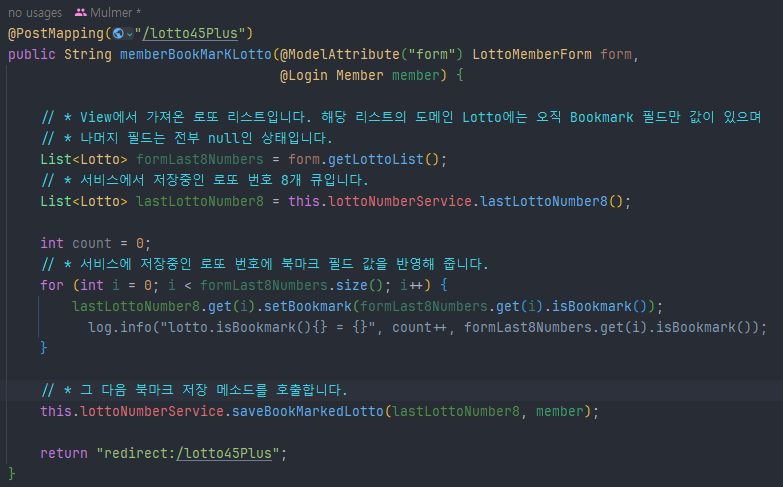 no usages   Mulmer *
@PostMapping("/lotto45Plus")
public String memberBookMarKLotto(@ModelAttribute("form") LottoMemberForm form,
                                  @Login Member member) {

    // * View에서 가져온 로또 리스트입니다. 해당 리스트의 도메인 Lotto에는 오직 Bookmark 필드만 값이 있으며
    // * 나머지 필드는 전부 null인 상태입니다.
    List<Lotto> formLast8Numbers = form.getLottoList();
    // * 서비스에서 저장중인 로또 번호 8개 큐입니다.
    List<Lotto> lastLottoNumber8 = this.lottoNumberService.lastLottoNumber8();

    int count = 0;
    // * 서비스에 저장중인 로또 번호에 북마크 필드 값을 반영해 줍니다.
    for (int i = 0; i < formLast8Numbers.size(); i++) {
        lastLottoNumber8.get(i).setBookmark(formLast8Numbers.get(i).isBookmark());
          log.info("lotto.isBookmark(){} = {}", count++, formLast8Numbers.get(i).isBookmark());
    }

    // * 그 다음 북마크 저장 메소드를 호출합니다.
    this.lottoNumberService.saveBookMarkedLotto(lastLottoNumber8, member);

    return "redirect:/lotto45Plus";
}